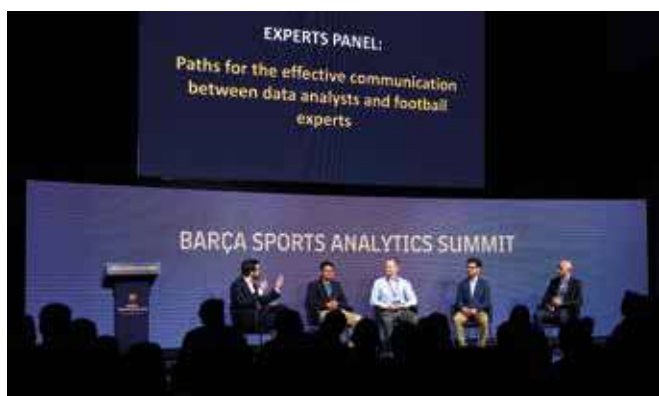 EXPERTS PANEL:
Paths for the effective communication
between data analysts and football
experts
BARÇA SPORTS ANALYTICS SUMMIT